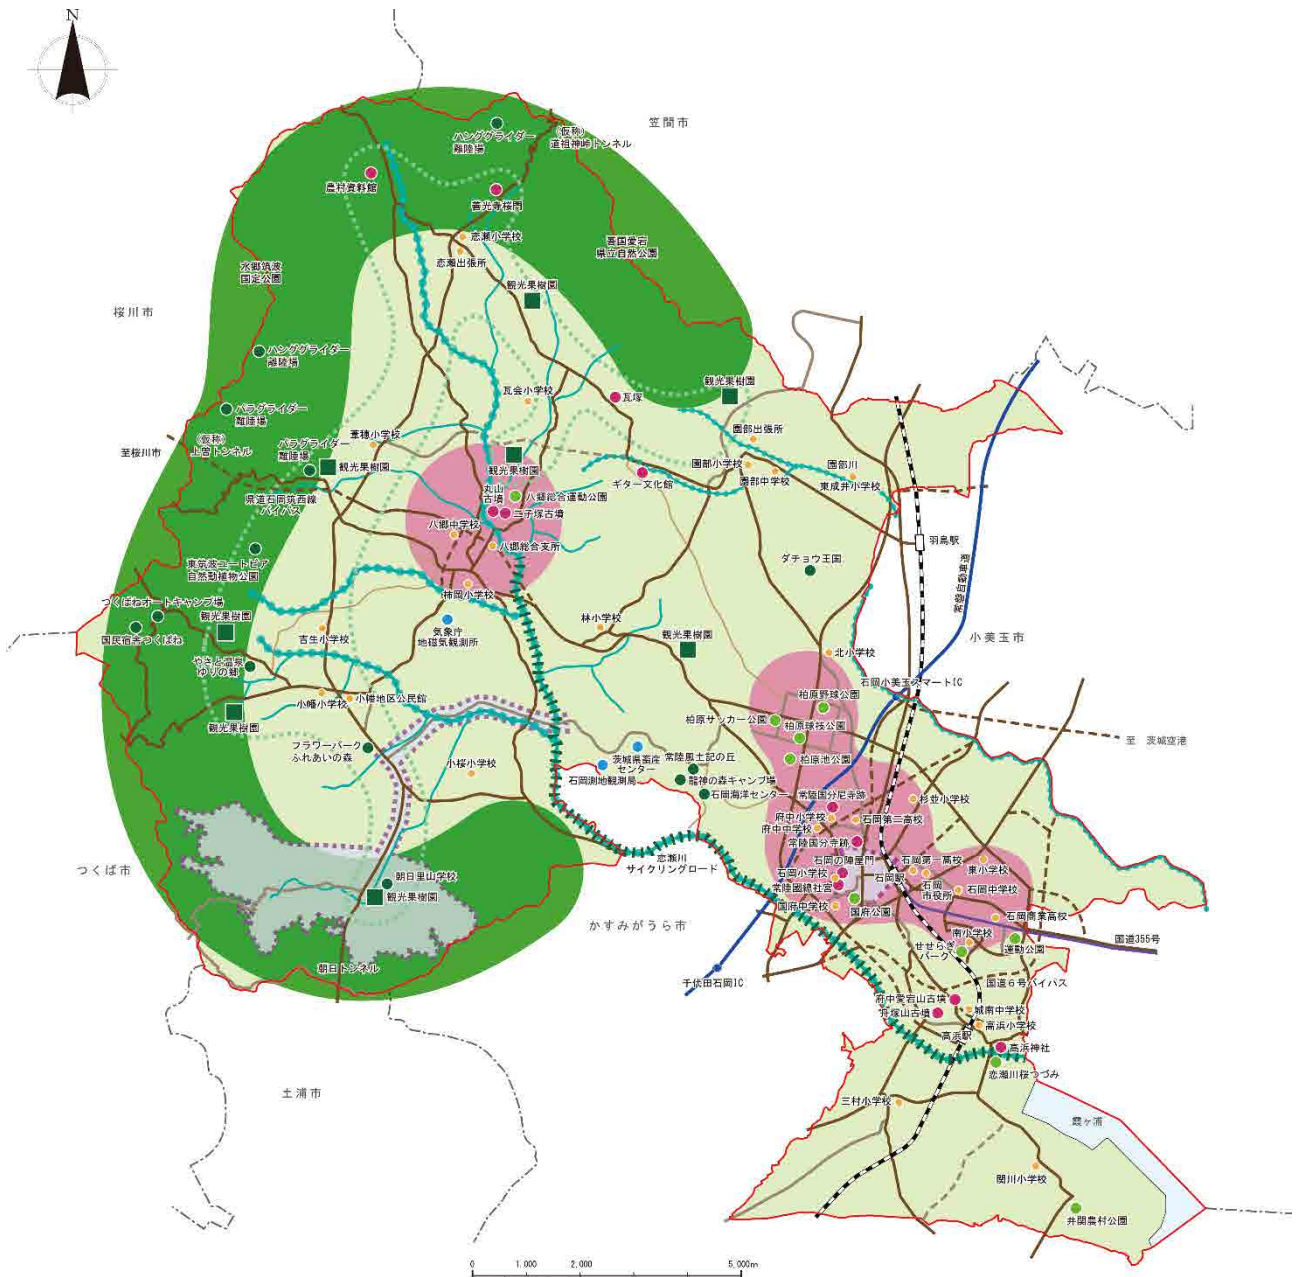 N
笠間市
ハンググライダー
離陸場
(仮称)
道祖神峠トンネル
農村資料館
善光寺桜門
恋瀬小学校
恋瀬出張所
吾国愛宕
県立自然公園
水郷筑波
国定公園
観光果樹園
桜川市
ハンググライダー
離陸場
パラグライダー
離陸場
瓦会小学校
瓦塚
観光果樹園
(仮称)
上曽トンネル
至桜川市
葦穂小学校
パラグライダー
離陸場
観光果樹園
県道石岡筑西線
バイパス
観光果樹園
丸山
古墳
八郷総合運動公園
二子塚古墳
八郷中学校
八郷総合支所
園部出張所
園部小学校
園部中学校
園部川
東成井小学校
ギター文化館
羽鳥駅
常磐自動車道
東筑波ユートピア
自然動植物公園
柿岡小学校
ダチョウ王国
つくばねオートキャンプ場
観光果樹園
国民宿舎つくばね
吉生小学校
気象庁
地磁気観測所
林小学校
観光果樹園
小美玉市
北小学校
やさと温泉
ゆりの郷
石岡小美玉スマートIC
小幡小学校
小幡地区公民館
観光果樹園
柏原野球公園
柏原サッカー公園
柏原球技公園
柏原池公園
至 茨城空港
フラワーパーク
ふれあいの森
小桜小学校
茨城県畜産
センター
石岡測地観測局
常陸風土記の丘
龍神の森キャンプ場
石岡海洋センター
常陸国分尼寺跡
杉並小学校
府中小学校
府中中学校
石岡第二高校
常陸国分寺跡
石岡の陣屋門
石岡第一高校
東小学校
つくば市
恋瀬川
サイクリングロード
石岡小学校
石岡駅
石岡
市役所
石岡中学校
常陸國總社宮
国府中学校
国府公園
石岡商業高校
朝日里山学校
観光果樹園
かすみがうら市
南小学校
せせらぎ
パーク
運動公園
国道355号
朝日トンネル
千代田石岡IC
国道6号バイパス
府中愛宕山古墳
舟塚山古墳
城南中学校
高浜小学校
高浜駅
高浜神社
恋瀬川桜つづみ
土浦市
三村小学校
霞ヶ浦
関川小学校
井関農村公園
0 1,000 2,000 5,000m